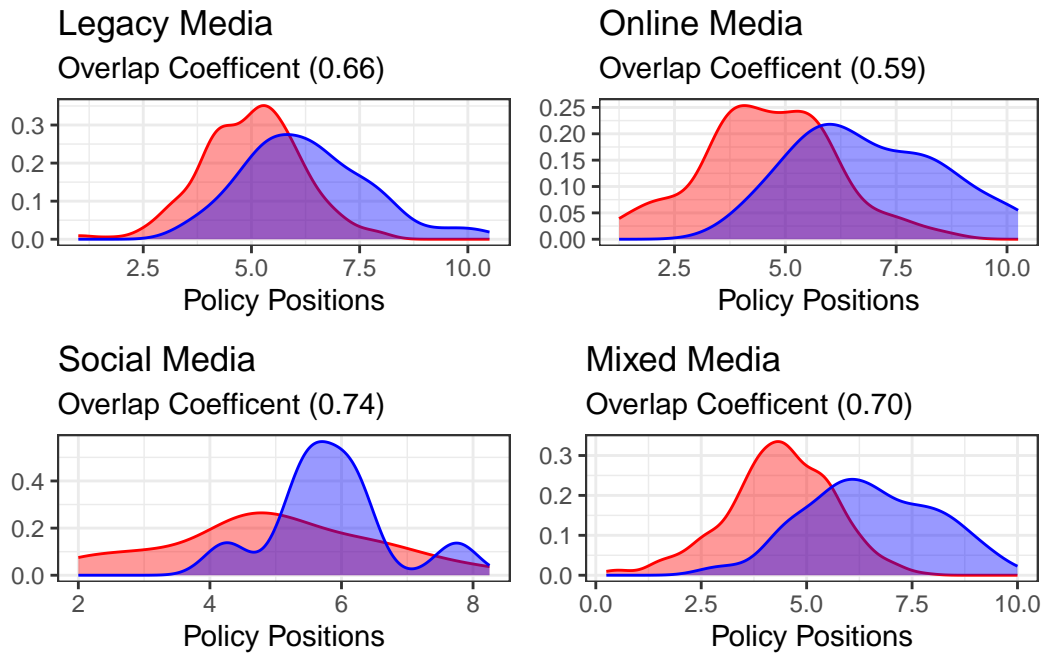 Legacy Media
Overlap Coefficent (0.66)
0.3
0.2
0.1
0.0
2.5 5.0 7.5 10.0
Policy Positions
Online Media
Overlap Coefficent (0.59)
0.25
0.20
0.15
0.10
0.05
0.00
2.5 5.0 7.5 10.0
Policy Positions
Social Media
Overlap Coefficent (0.74)
0.4
0.2
0.0
2 4 6 8
Policy Positions
Mixed Media
Overlap Coefficent (0.70)
0.3
0.2
0.1
0.0
0.0 2.5 5.0 7.5 10.0
Policy Positions